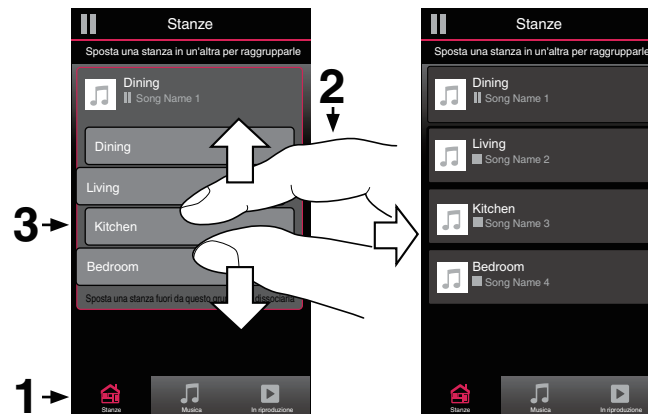 Stanze
Sposta una stanza in un'altra per raggrupparle
Dining
Song Name 1
Dining
Living
Kitchen
Bedroom
Sposta una stanza fuori da questo dissociarla
Stanze
Musica
In riproduzione
1
2
3
Stanze
Sposta una stanza in un'altra per raggrupparle
Dining
Song Name 1
Living
Song Name 2
Kitchen
Song Name 3
Bedroom
Song Name 4
Stanze
Musica
In riproduzione